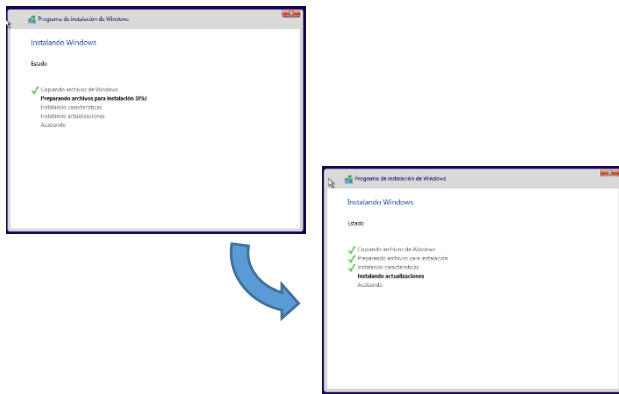 Programa de instalación de Windows
Instalando Windows
Estado
Copiando archivos de Windows
Preparando archivos para instalación (0%)
Instalando características
Instalando actualizaciones
Acabando
Programa de instalación de Windows
Instalando Windows
Estado
Copiando archivos de Windows
Preparando archivos para instalación
Instalando características
Instalando actualizaciones
Acabando